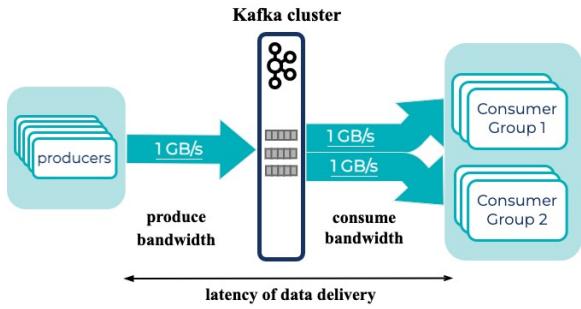 Kafka cluster
producers
1 GB/s
1 GB/s
1 GB/s
Consumer
Group 1
Consumer
Group 2
produce
bandwidth
consume
bandwidth
latency of data delivery